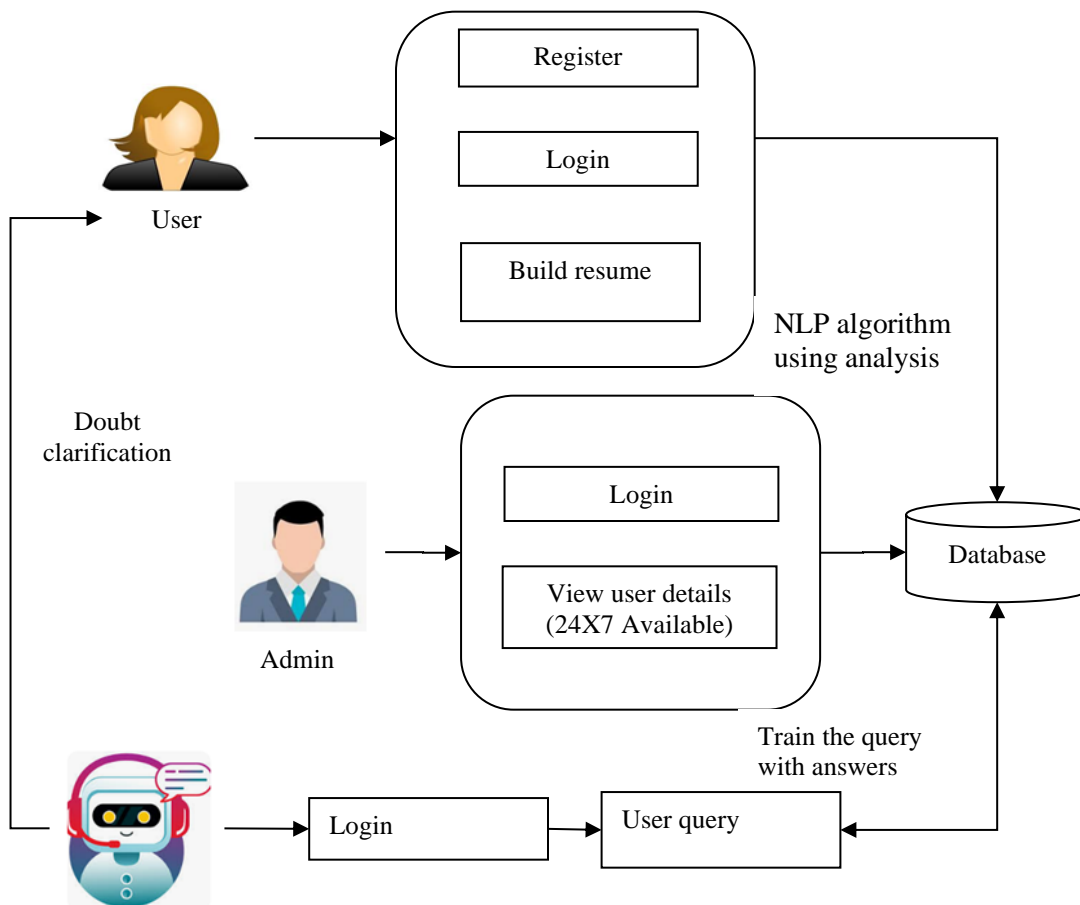 Register
Login
User
Build resume
NLP algorithm
using analysis
Doubt
clarification
Login
Database
View user details
(24X7 Available)
Admin
Train the query
with answers
Login
User query